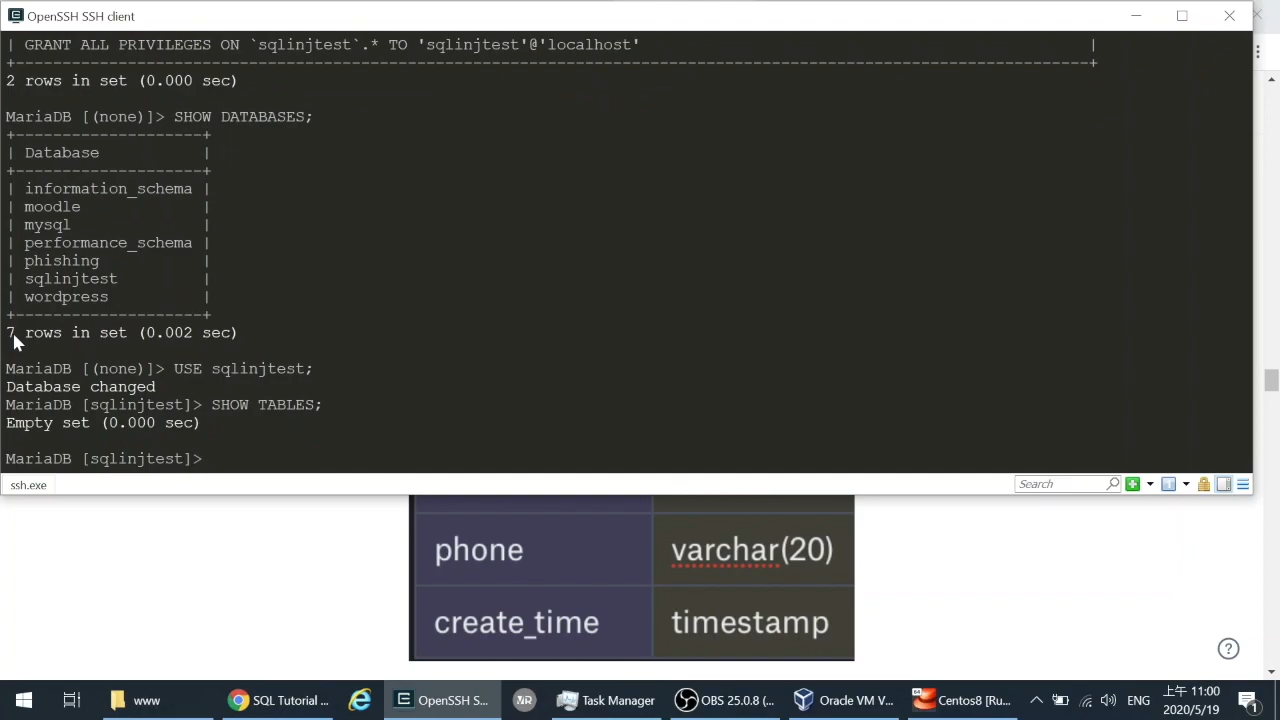 OpenSSH SSH client
| GRANT ALL PRIVILEGES ON `sqlinjtest`.* TO 'sqlinjtest'@'localhost' |
2 rows in set (0.000 sec)
MariaDB [(none)]> SHOW DATABASES;
+--------------------+
| Database |
+--------------------+
| information_schema |
| moodle |
| mysql |
| performance_schema |
| phishing |
| sqlinjtest |
| wordpress |
+--------------------+
7 rows in set (0.002 sec)
MariaDB [(none)]> USE sqlinjtest;
Database changed
MariaDB [sqlinjtest]> SHOW TABLES;
Empty set (0.000 sec)
MariaDB [sqlinjtest]>
ssh.exe
Search
phone varchar(20)
create_time timestamp
www
SQL Tutorial ...
OpenSSH S...
Task Manager
OBS 25.0.8 (...
Oracle VM V...
Centos8 [Ru...
ENG
上午 11:00
2020/5/19